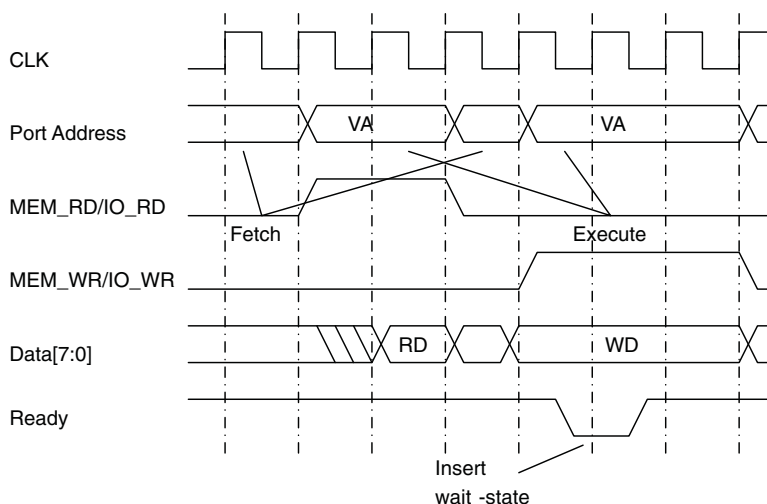 CLK
Port Address
VA
VA
MEM_RD/IO_RD
Fetch
Execute
MEM_WR/IO_WR
Data[7:0]
RD
WD
Ready
Insert
wait -state